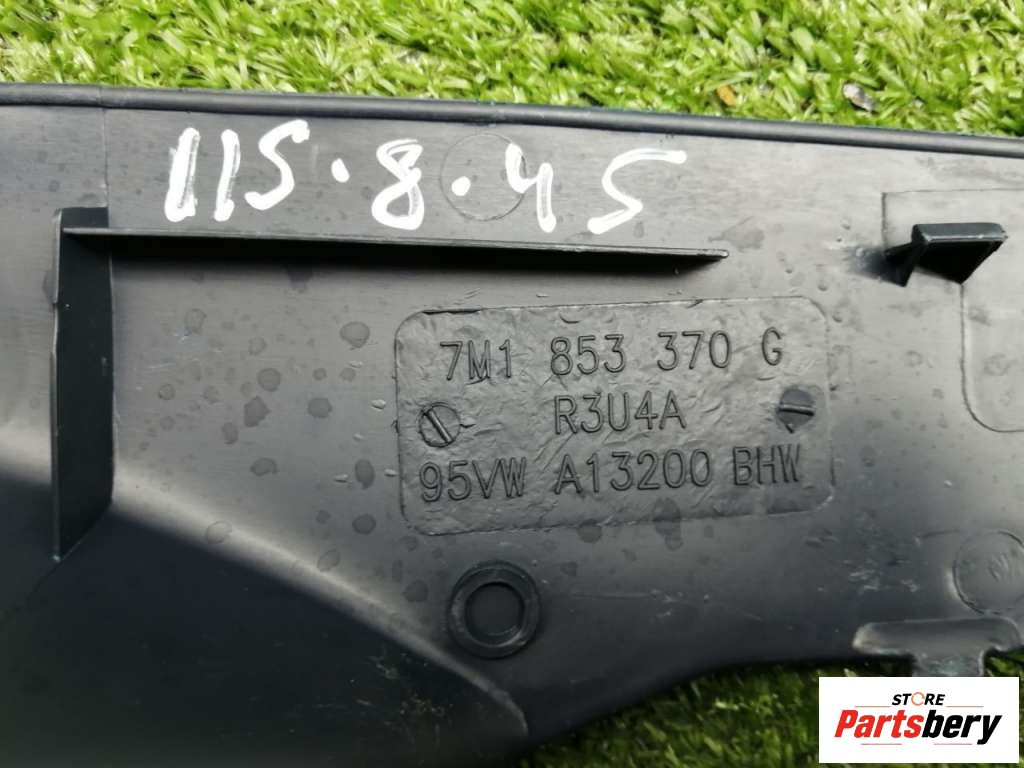 115.8.45
7M1 853 370 G
R3U4A
95VW A13200 BHW
STORE
Partsbery